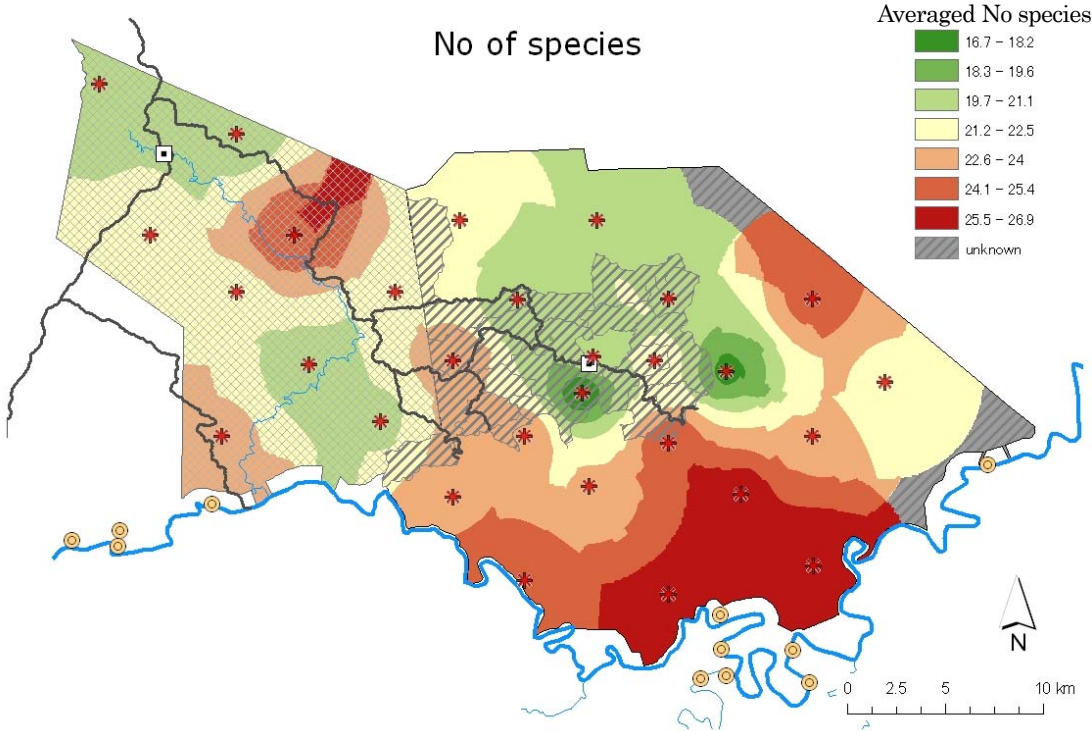 No of species
Averaged No species
16.7 – 18.2
18.3 – 19.6
19.7 – 21.1
21.2 – 22.5
22.6 – 24
24.1 – 25.4
25.5 – 26.9
unknown
N
0 2.5 5 10 km